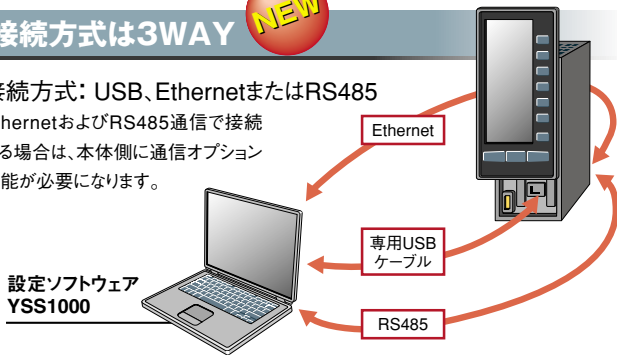 接続方式は3WAY
NEW
続方式：USB、EthernetまたはRS485
hernetおよびRS485通信で接続
る場合は、本体側に通信オプション
能が必要になります。
Ethernet
専用USB
ケーブル
RS485
設定ソフトウェア
YSS1000